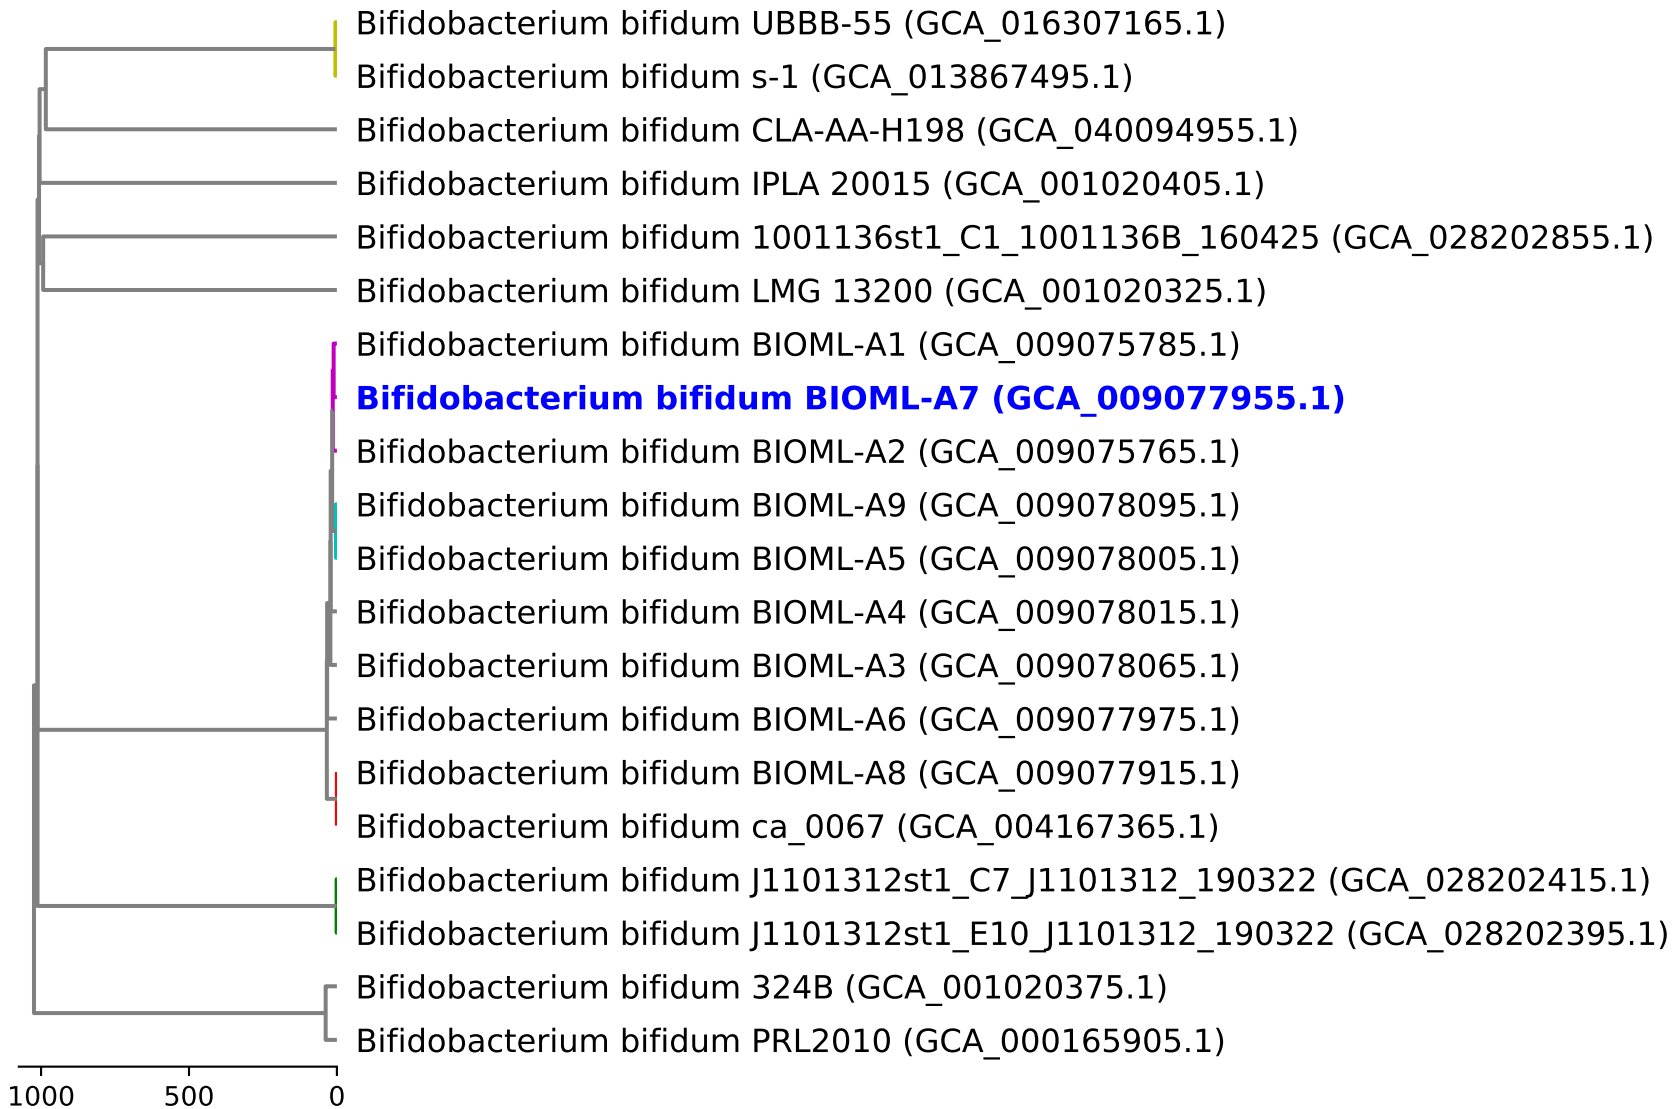 Bifidobacterium bifidum UBBB-55 (GCA_016307165.1)
Bifidobacterium bifidum s-1 (GCA_013867495.1)
Bifidobacterium bifidum CLA-AA-H198 (GCA_040094955.1)
Bifidobacterium bifidum IPLA 20015 (GCA_001020405.1)
Bifidobacterium bifidum 1001136st1_C1_1001136B_160425 (GCA_028202855.1)
Bifidobacterium bifidum LMG 13200 (GCA_001020325.1)
Bifidobacterium bifidum BIOML-A1 (GCA_009075785.1)
Bifidobacterium bifidum BIOML-A7 (GCA_009077955.1)
Bifidobacterium bifidum BIOML-A2 (GCA_009075765.1)
Bifidobacterium bifidum BIOML-A9 (GCA_009078095.1)
Bifidobacterium bifidum BIOML-A5 (GCA_009078005.1)
Bifidobacterium bifidum BIOML-A4 (GCA_009078015.1)
Bifidobacterium bifidum BIOML-A3 (GCA_009078065.1)
Bifidobacterium bifidum BIOML-A6 (GCA_009077975.1)
Bifidobacterium bifidum BIOML-A8 (GCA_009077915.1)
Bifidobacterium bifidum ca_0067 (GCA_004167365.1)
Bifidobacterium bifidum J1101312st1_C7_J1101312_190322 (GCA_028202415.1)
Bifidobacterium bifidum J1101312st1_E10_J1101312_190322 (GCA_028202395.1)
Bifidobacterium bifidum 324B (GCA_001020375.1)
Bifidobacterium bifidum PRL2010 (GCA_000165905.1)
1000 500 0